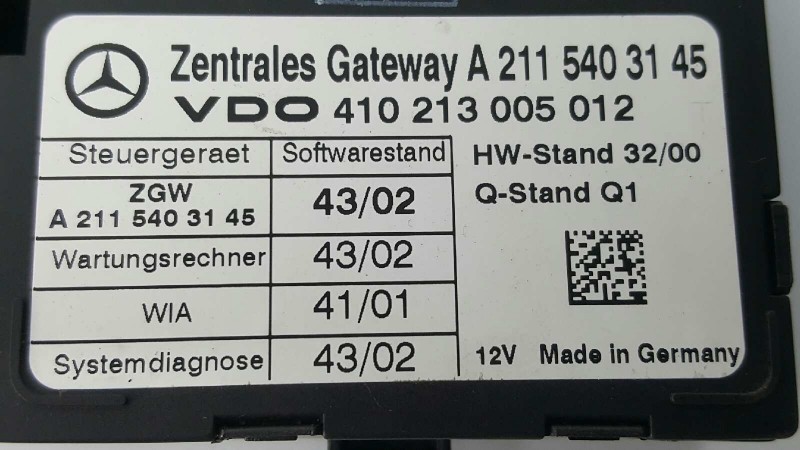 Zentrales Gateway A 211 540 31 45
VDO 410 213 005 012
Steuergeraet Softwarestand
HW-Stand 32/00
ZGW
A 211 540 31 45
43/02
Q-Stand Q1
Wartungsrechner 43/02
WIA 41/01
Systemdiagnose 43/02
12V Made in Germany